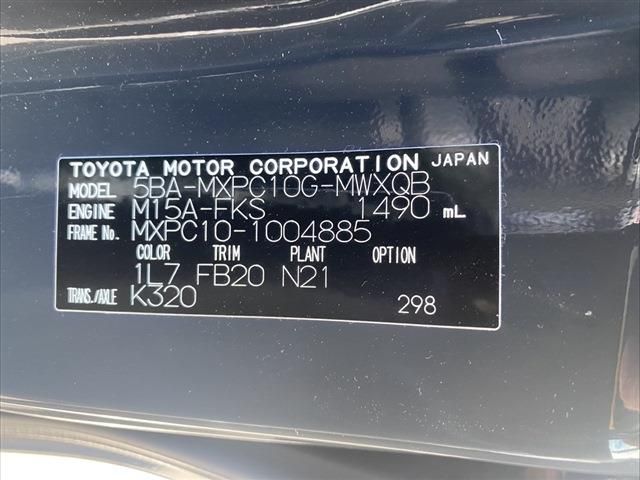 TOYOTA MOTOR CORPORATION JAPAN
MODEL 5BA-MXPC10G-MWXQB
ENGINE M15A-FKS 1490 mL
FRAME No. MXPC10-1004885
COLOR TRIM PLANT OPTION
1L7 FB20 N21
TRANS./AXLE K320
298